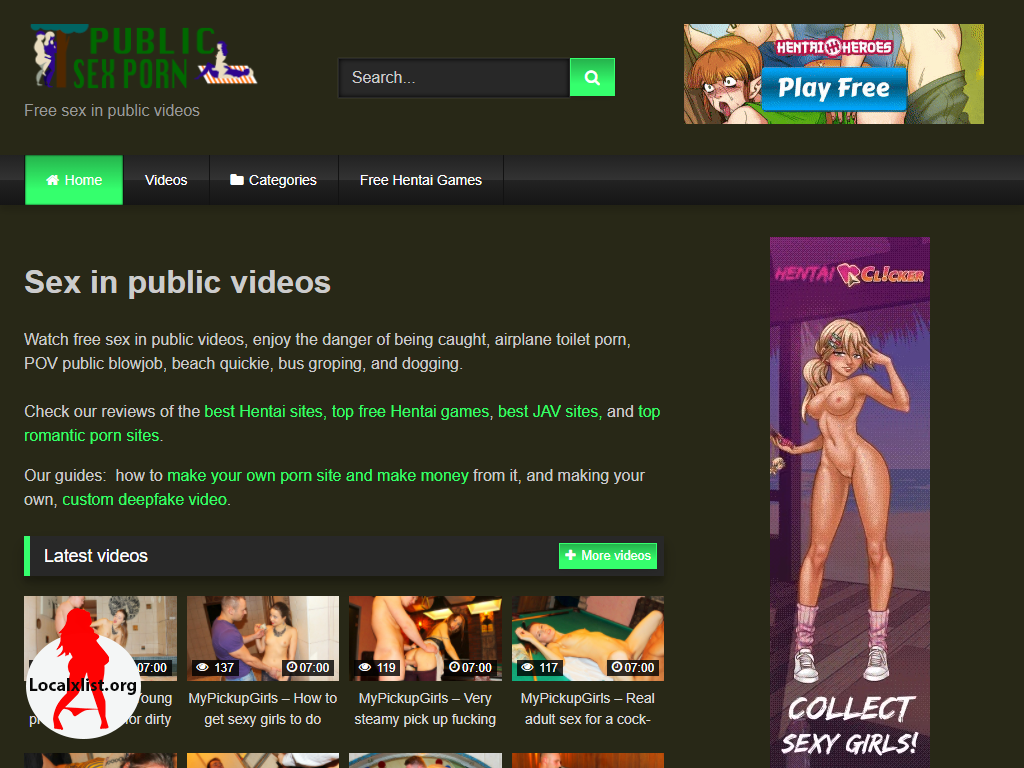 PUBLIC
SEX PORN
Free sex in public videos
Search...
HENTAI HEROES
Play Free
Home
Videos
Categories
Free Hentai Games
Sex in public videos
Watch free sex in public videos, enjoy the danger of being caught, airplane toilet porn,
POV public blowjob, beach quickie, bus groping, and dogging.
Check our reviews of the best Hentai sites, top free Hentai games, best JAV sites, and top
romantic porn sites.
Our guides:  how to make your own porn site and make money from it, and making your
own, custom deepfake video.
HENTAI CL!CKER
COLLECT
SEXY GIRLS!
Latest videos
More videos
07:00
137
07:00
119
07:00
117
07:00
Localxlist.org
Young
for dirty
MyPickupGirls – How to
get sexy girls to do
MyPickupGirls – Very
steamy pick up fucking
MyPickupGirls – Real
adult sex for a cock-